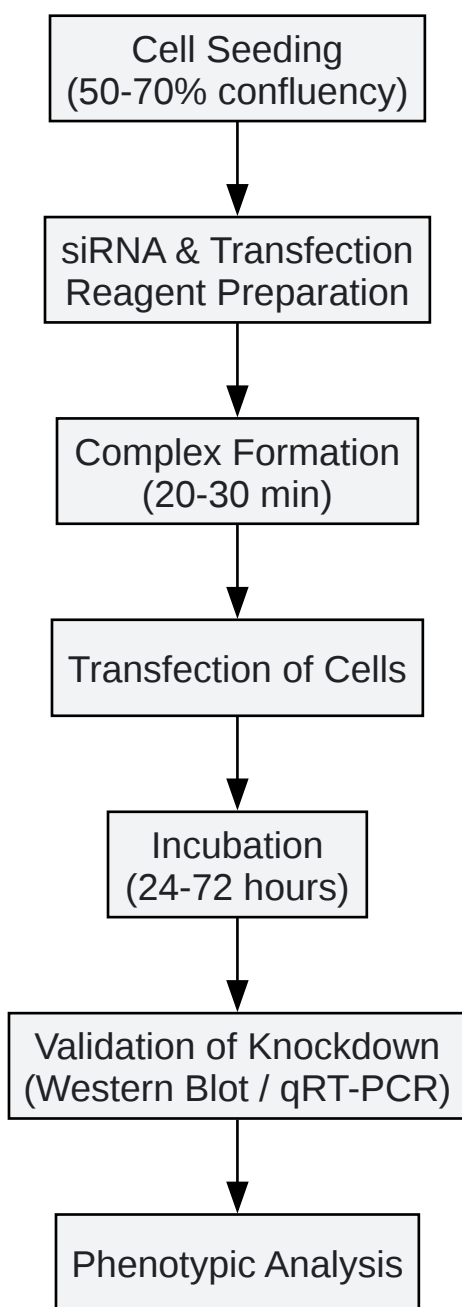 Cell Seeding
(50-70% confluency)
siRNA & Transfection
Reagent Preparation
Complex Formation
(20-30 min)
Transfection of Cells
Incubation
(24-72 hours)
Validation of Knockdown
(Western Blot / qRT-PCR)
Phenotypic Analysis